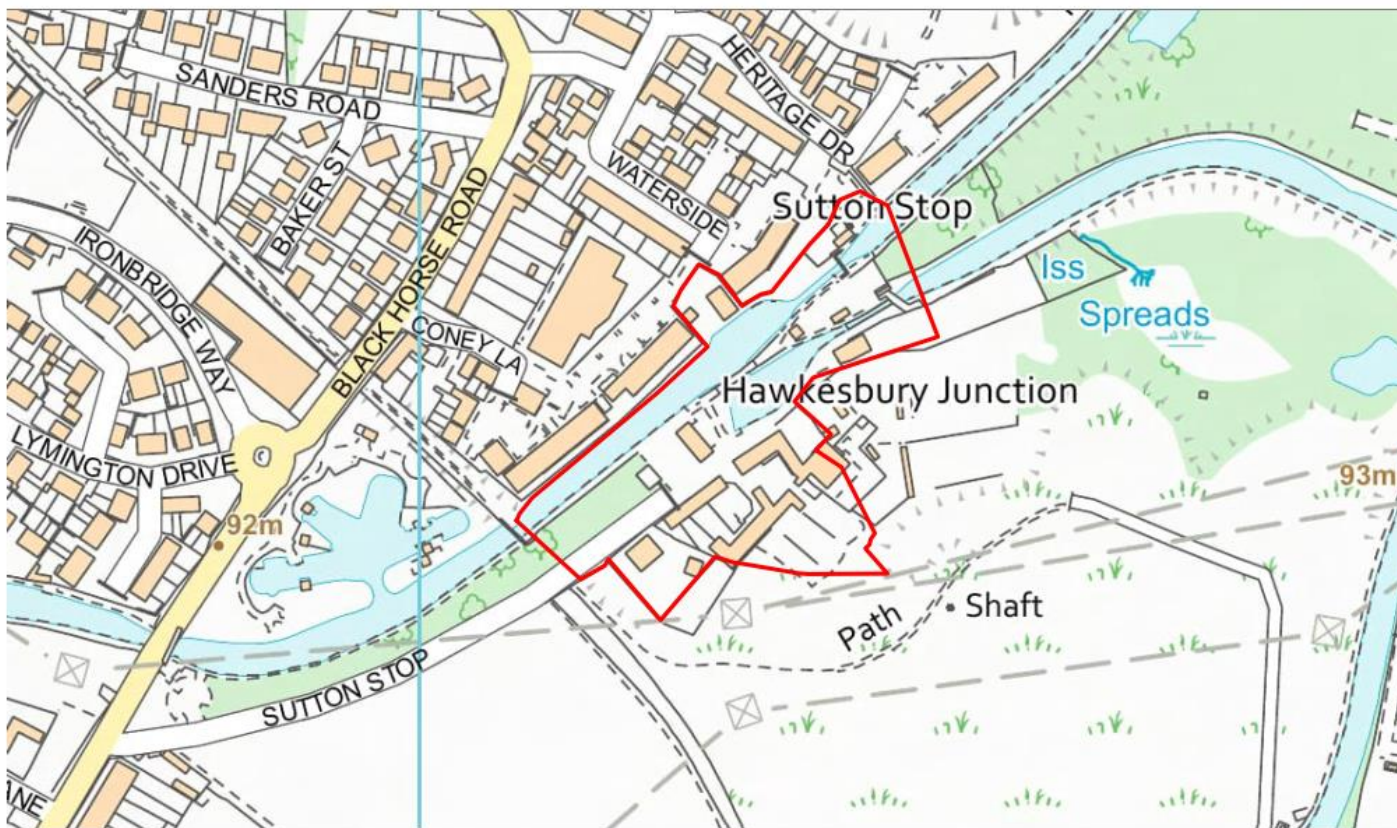 SANDERS ROAD
HERITAGE DR
BAKER ST
WATERSIDE
Sutton Stop
BLACK HORSE ROAD
IRONBRIDGE WAY
Iss
Spreads
CONEY LA
Hawkesbury Junction
LYMINGTON DRIVE
93m
92m
Shaft
Path
SUTTON STOP
ANE